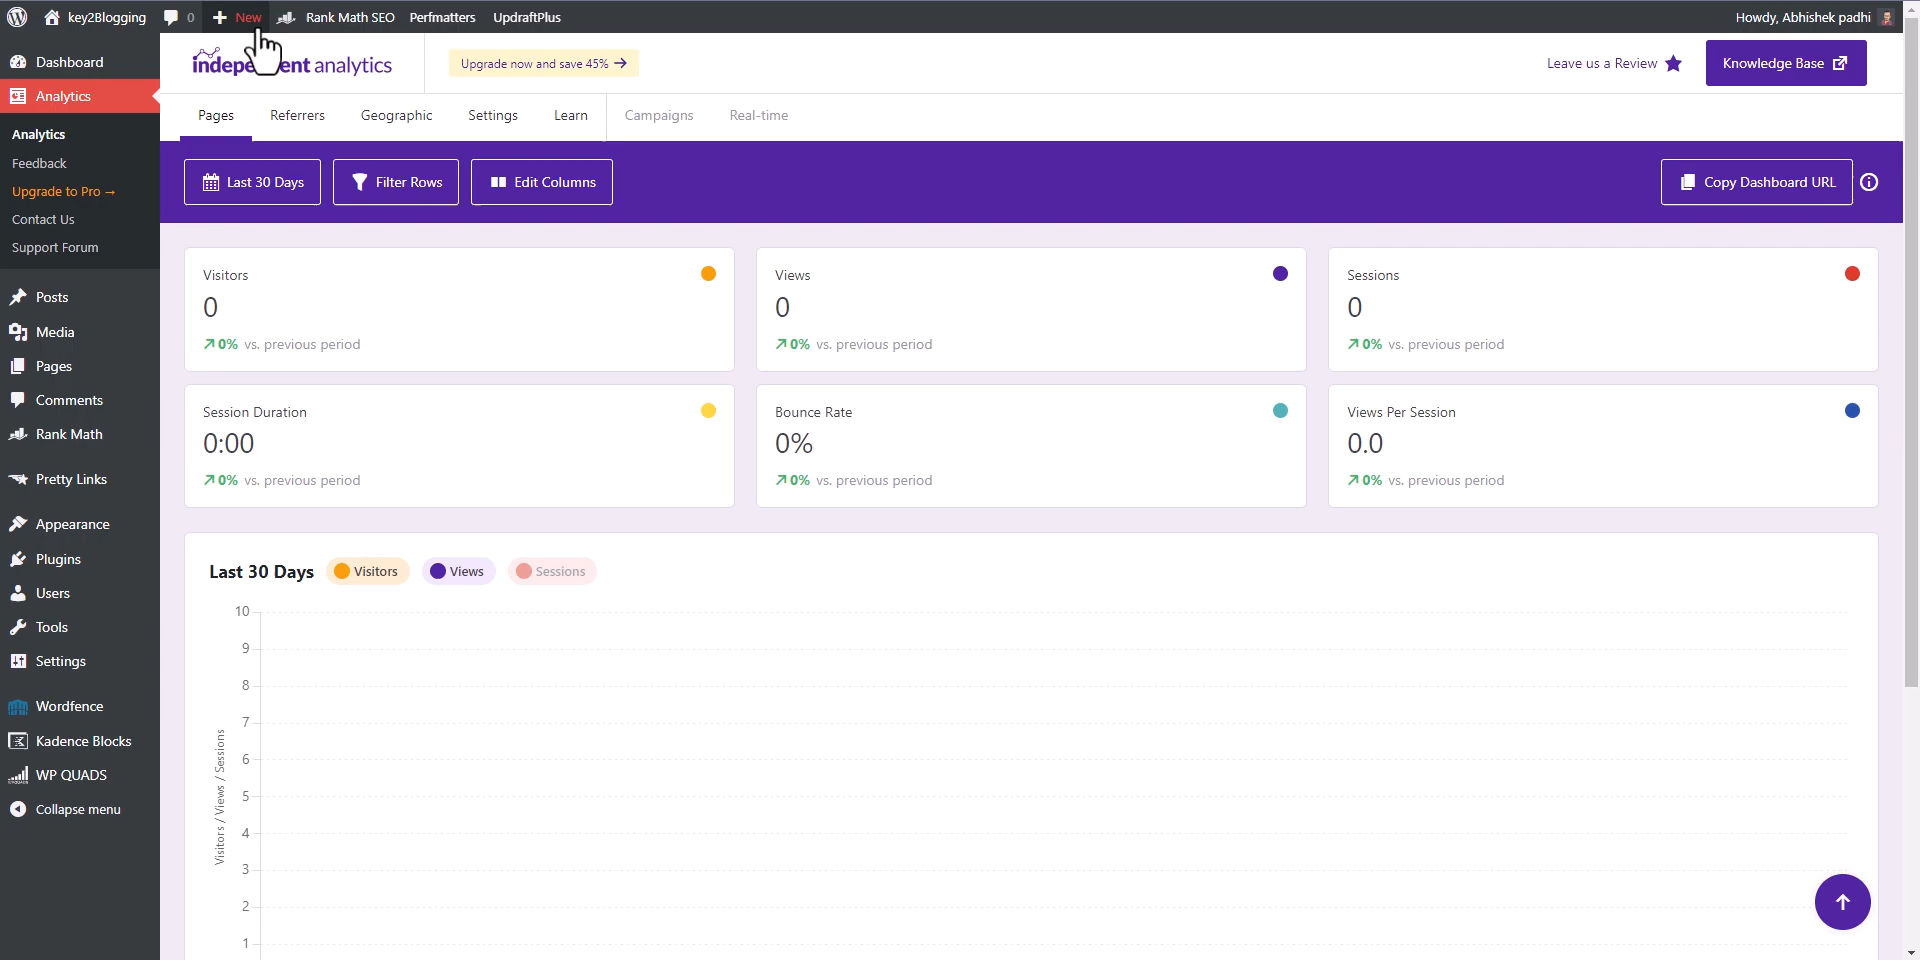 key2Blogging
0
New
Rank Math SEO
Perfmatters
UpdraftPlus
Howdy, Abhishek padhi
Dashboard
Analytics
Analytics
Feedback
Upgrade to Pro →
Contact Us
Support Forum
Posts
Media
Pages
Comments
Rank Math
Pretty Links
Appearance
Plugins
Users
Tools
Settings
Wordfence
Kadence Blocks
WP QUADS
Collapse menu
analytics
Upgrade now and save 45% →
Leave us a Review
Knowledge Base
Pages
Referrers
Geographic
Settings
Learn
Campaigns
Real-time
Last 30 Days
Filter Rows
Edit Columns
Copy Dashboard URL
Visitors
0
0% vs. previous period
Views
0
0% vs. previous period
Sessions
0
0% vs. previous period
Session Duration
0:00
0% vs. previous period
Bounce Rate
0%
0% vs. previous period
Views Per Session
0.0
0% vs. previous period
Last 30 Days
Visitors
Views
Sessions
10
9
8
7
6
5
4
3
2
1
Visitors / Views / Sessions